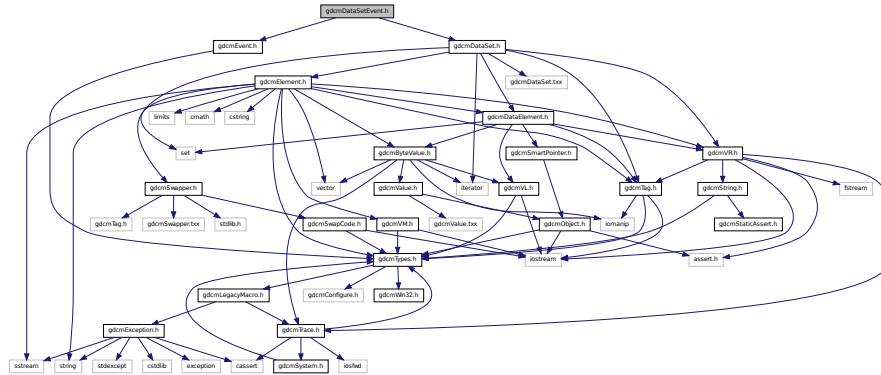 gdcmDataSetEvent.h
gdcmEvent.h
gdcmDataSet.h
gdcmElement.h
gdcmDataSet.txx
limits
cmath
cstring
gdcmDataElement.h
set
gdcmByteValue.h
gdcmSmartPointer.h
gdcmVR.h
gdcmSwapper.h
vector
gdcmValue.h
iterator
gdcmVL.h
gdcmTag.h
gdcmString.h
fstream
gdcmTag.h
gdcmSwapper.txx
stdlib.h
gdcmSwapCode.h
gdcmVM.h
gdcmValue.txx
gdcmObject.h
iomanip
gdcmStaticAssert.h
gdcmTypes.h
iostream
assert.h
gdcmLegacyMacro.h
gdcmConfigure.h
gdcmWin32.h
gdcmException.h
gdcmTrace.h
sstream
string
stdexcept
cstdlib
exception
cassert
gdcmSystem.h
iosfwd